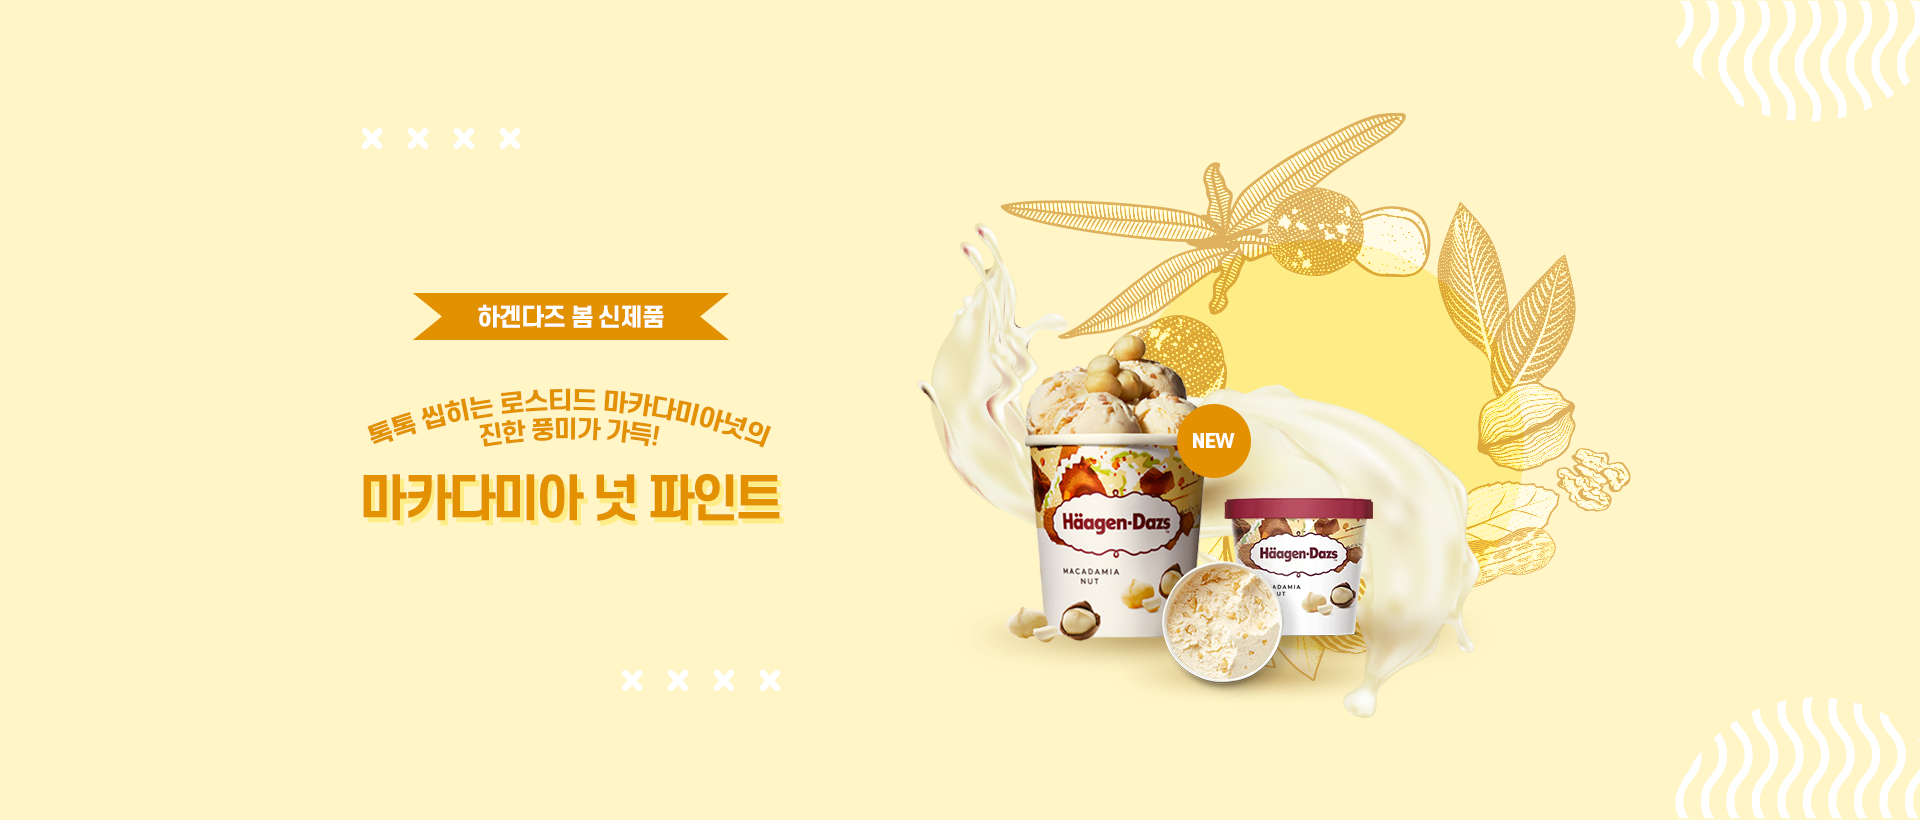 하겐다즈 봄 신제품
톡톡 씹히는 로스티드 마카다미아넛의
진한 풍미가 가득!
마카다미아 넛 파인트
NEW
Häagen-Dazs
MACADAMIA
NUT
Häagen-Dazs
ADAMIA
UT